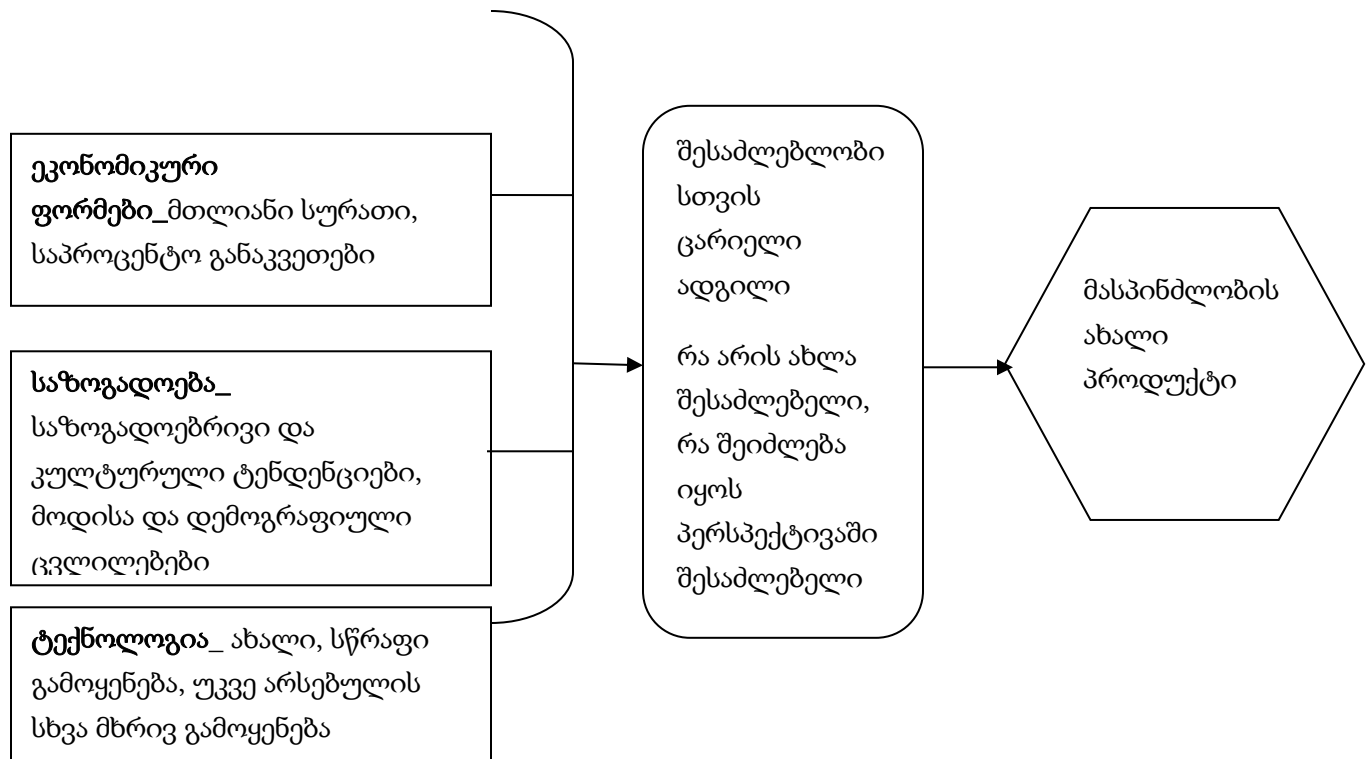 ეკონომიკური
ფორმები_მთლიანი სურათი,
საპროცენტო განაკვეთები
საზოგადოება_
საზოგადოებრივი და
კულტურული ტენდენციები,
მოდისა და დემოგრაფიული
ცვლილებები
ტექნოლოგია_ ახალი, სწრაფი
გამოყენება, უკვე არსებულის
სხვა მხრივ გამოყენება
შესაძლებლობი
სთვის
ცარიელი
ადგილი
რა არის ახლა
შესაძლებელი,
რა შეიძლება
იყოს
პერსპექტივაში
შესაძლებელი
მასპინძლობის
ახალი
პროდუქტი